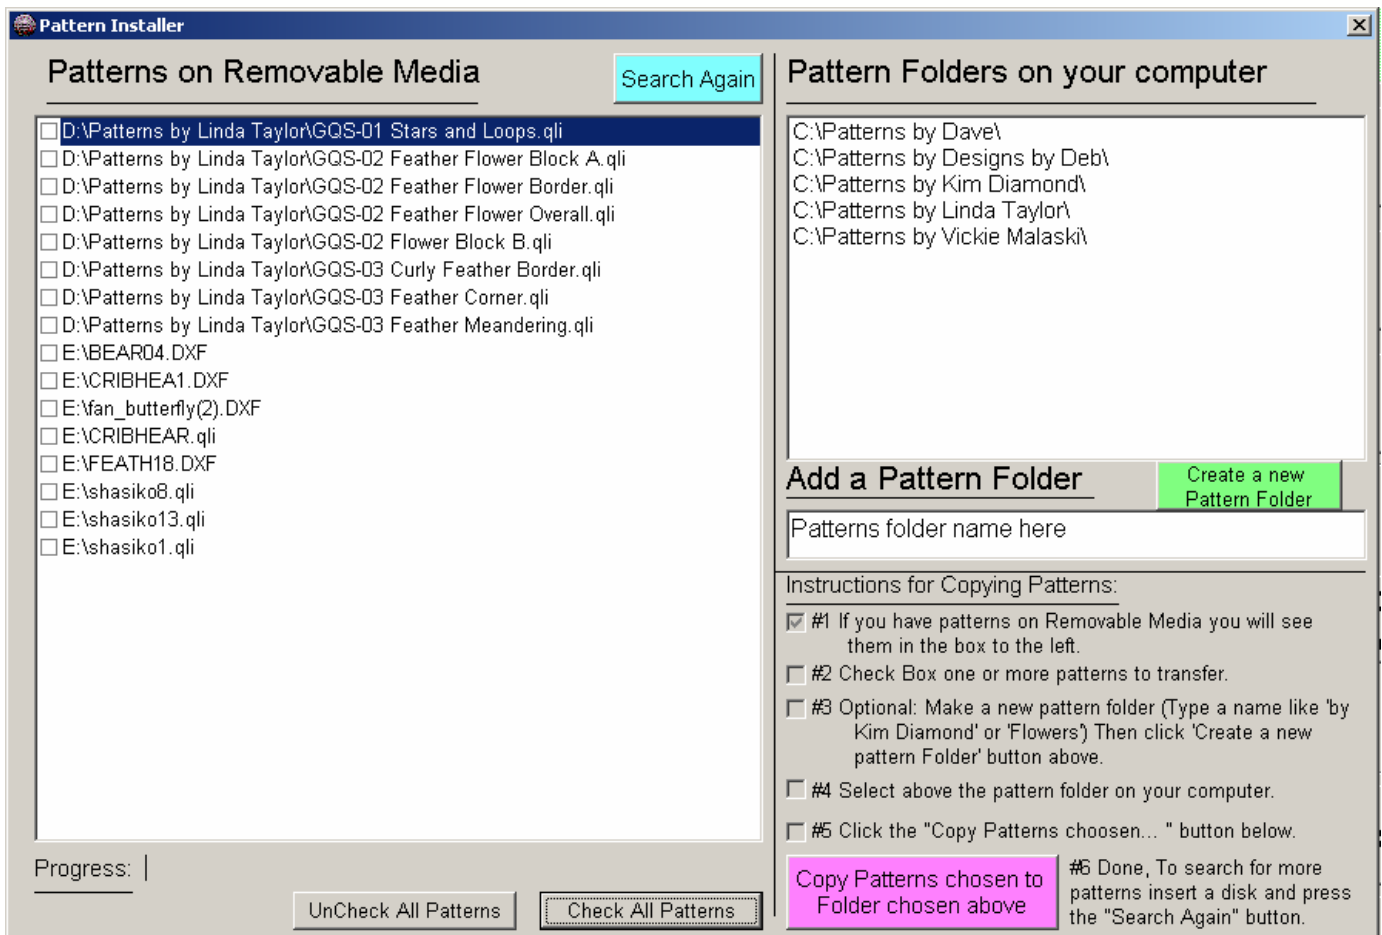 Pattern Installer
Patterns on Removable Media
Search Again
D:\Patterns by Linda Taylor\GQS-01 Stars and Loops.qli
D:\Patterns by Linda Taylor\GQS-02 Feather Flower Block A.qli
D:\Patterns by Linda Taylor\GQS-02 Feather Flower Border.qli
D:\Patterns by Linda Taylor\GQS-02 Feather Flower Overall.qli
D:\Patterns by Linda Taylor\GQS-02 Flower Block B.qli
D:\Patterns by Linda Taylor\GQS-03 Curly Feather Border.qli
D:\Patterns by Linda Taylor\GQS-03 Feather Corner.qli
D:\Patterns by Linda Taylor\GQS-03 Feather Meandering.qli
E:\BEAR04.DXF
E:\CRIBHEA1.DXF
E:\fan_butterfly(2).DXF
E:\CRIBHEAR.qli
E:\FEATH18.DXF
E:\shasiko8.qli
E:\shasiko13.qli
E:\shasiko1.qli
Progress:
UnCheck All Patterns
Check All Patterns
Pattern Folders on your computer
C:\Patterns by Dave\
C:\Patterns by Designs by Deb\
C:\Patterns by Kim Diamond\
C:\Patterns by Linda Taylor\
C:\Patterns by Vickie Malaski\
Add a Pattern Folder
Create a new
Pattern Folder
Patterns folder name here
Instructions for Copying Patterns:
#1 If you have patterns on Removable Media you will see
them in the box to the left.
#2 Check Box one or more patterns to transfer.
#3 Optional: Make a new pattern folder (Type a name like 'by
Kim Diamond' or 'Flowers') Then click 'Create a new
pattern Folder' button above.
#4 Select above the pattern folder on your computer.
#5 Click the "Copy Patterns choosen... " button below.
Copy Patterns chosen to
Folder chosen above
#6 Done, To search for more
patterns insert a disk and press
the "Search Again" button.